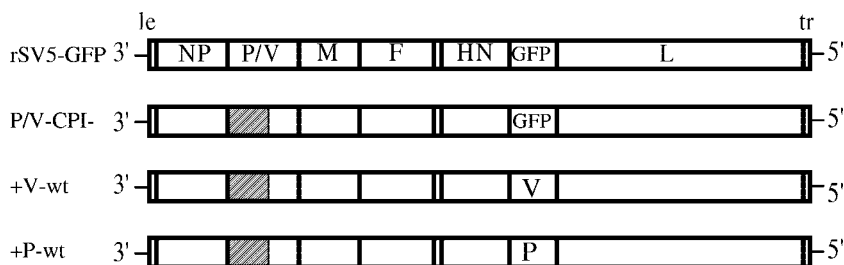 le tr
rSV5-GFP 3' NP P/V M F HN GFP L 5'
P/V-CPI- 3' GFP 5'
+V-wt 3' V 5'
+P-wt 3' P 5'